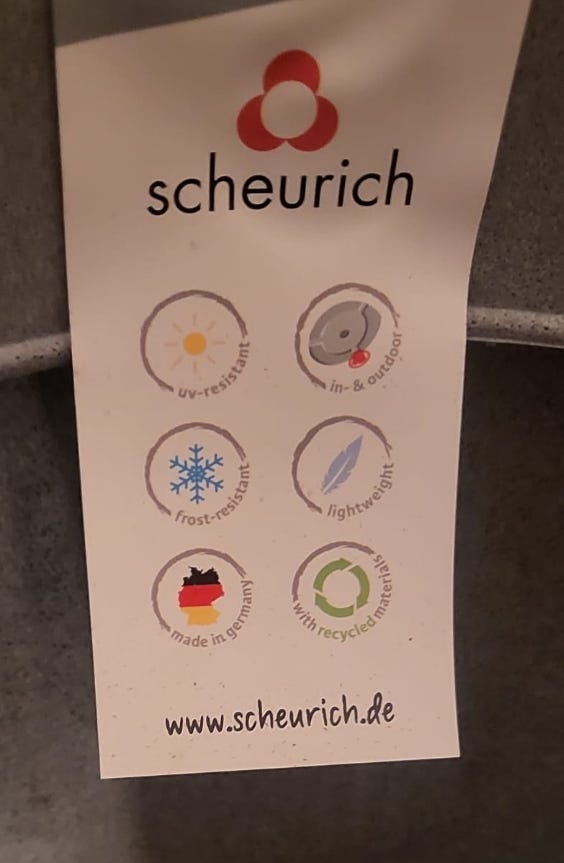 scheurich
uv-resistant
in- & outdoor
frost-resistant
lightweight
made in germany
with recycled materials
www.scheurich.de